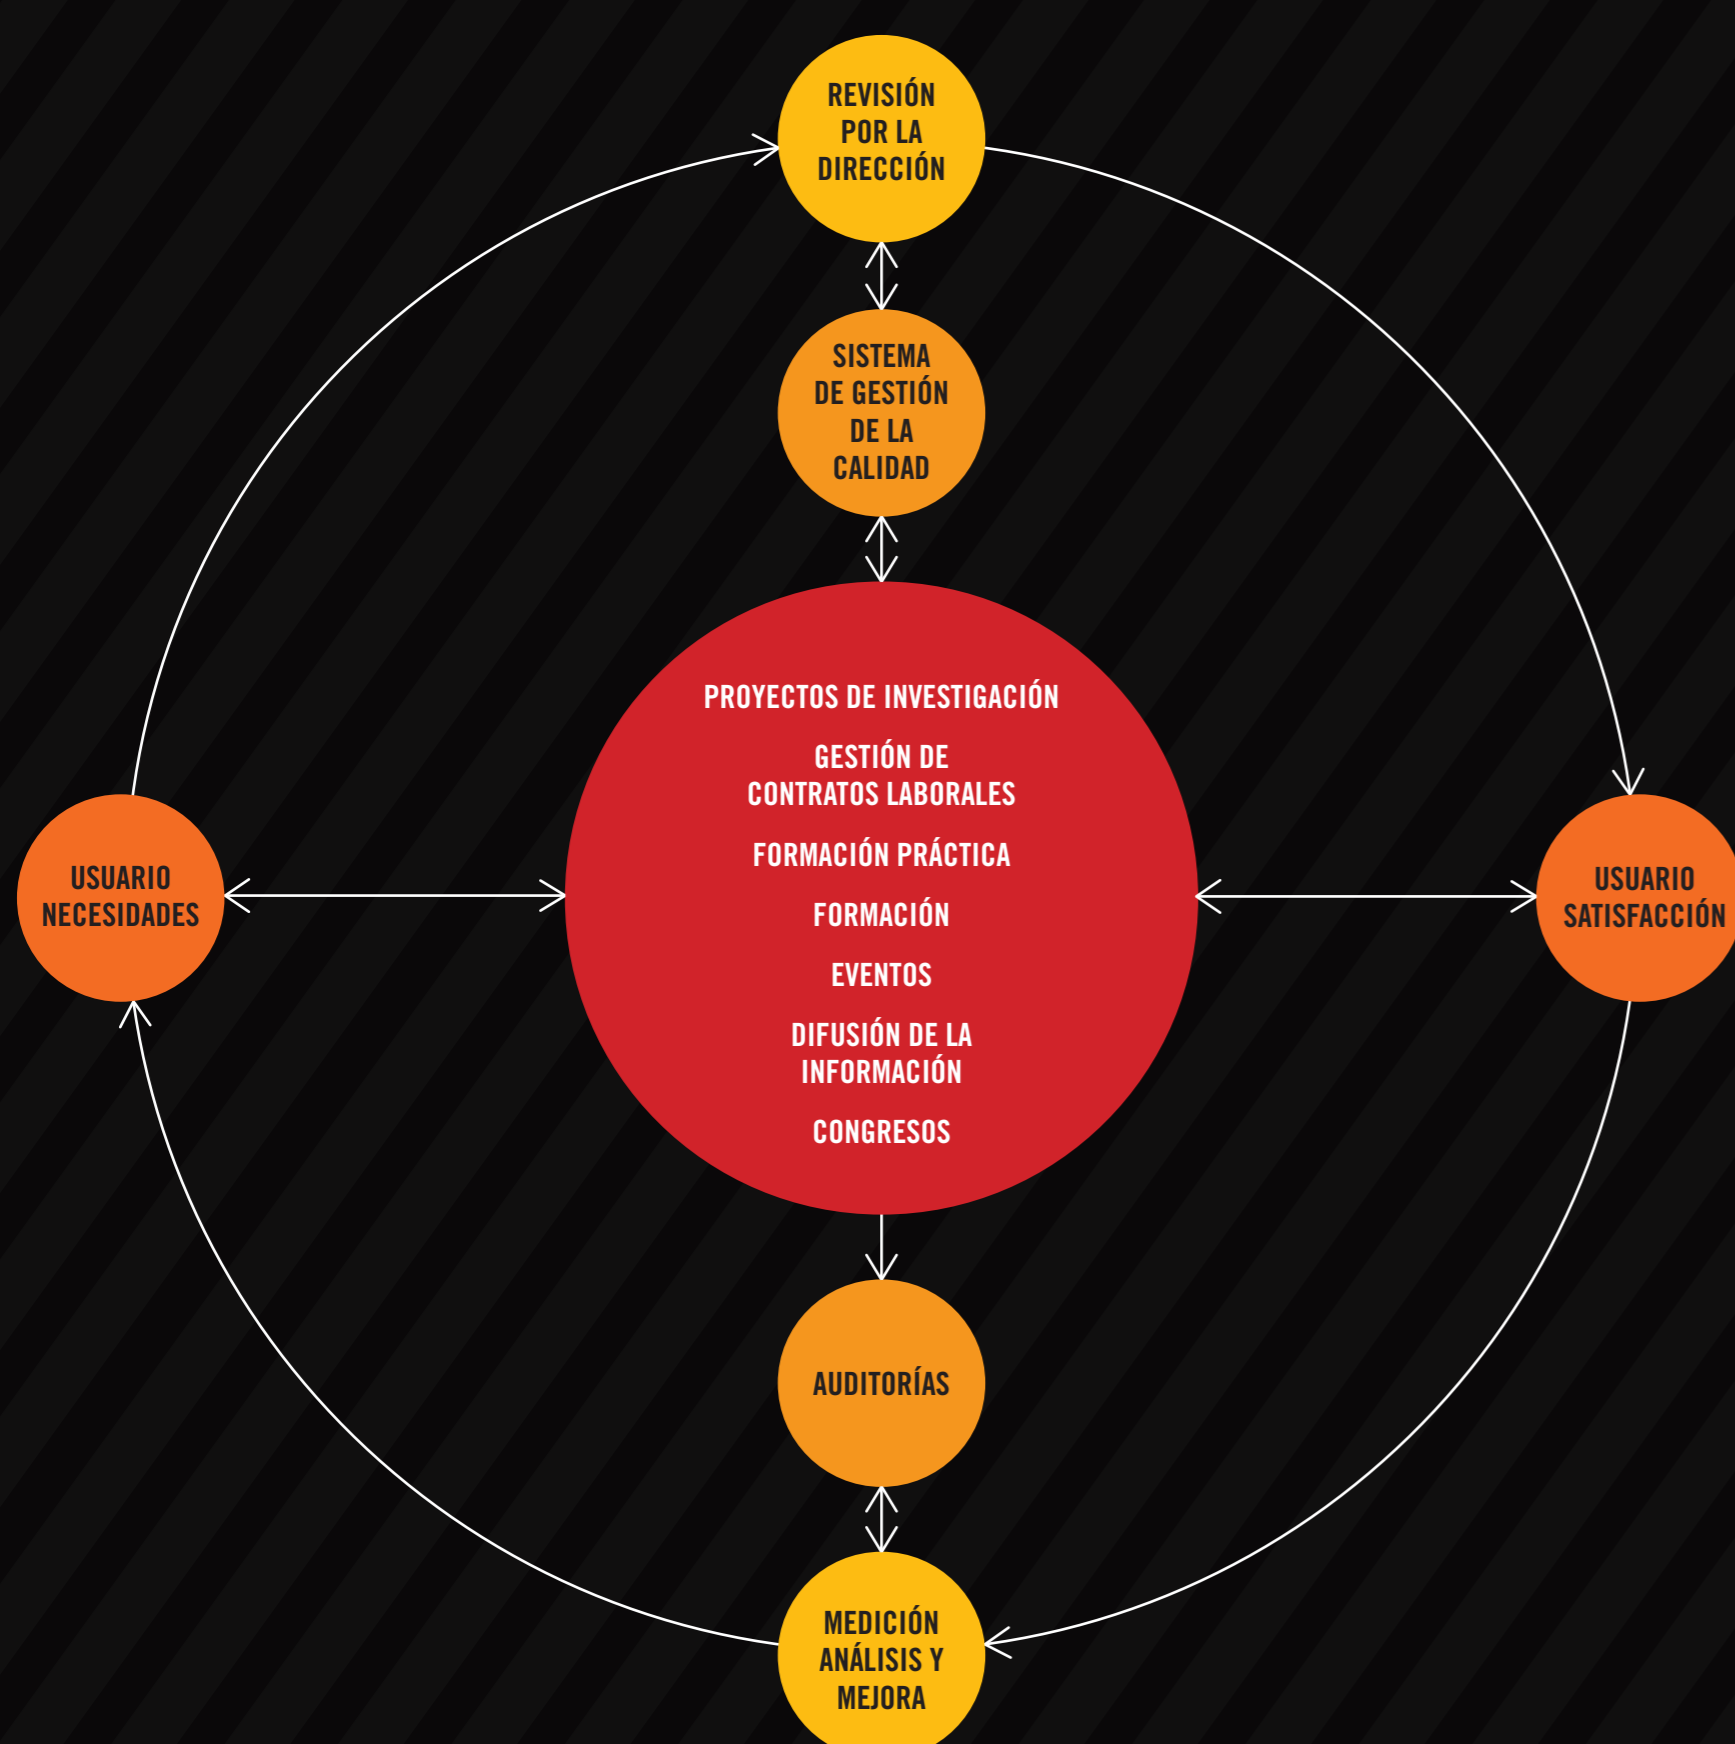 REVISIÓN
POR LA
DIRECCIÓN
SISTEMA
DE GESTIÓN
DE LA
CALIDAD
PROYECTOS DE INVESTIGACIÓN
GESTIÓN DE
CONTRATOS LABORALES
FORMACIÓN PRÁCTICA
FORMACIÓN
EVENTOS
DIFUSIÓN DE LA
INFORMACIÓN
CONGRESOS
USUARIO
NECESIDADES
USUARIO
SATISFACCIÓN
AUDITORÍAS
MEDICIÓN
ANÁLISIS Y
MEJORA